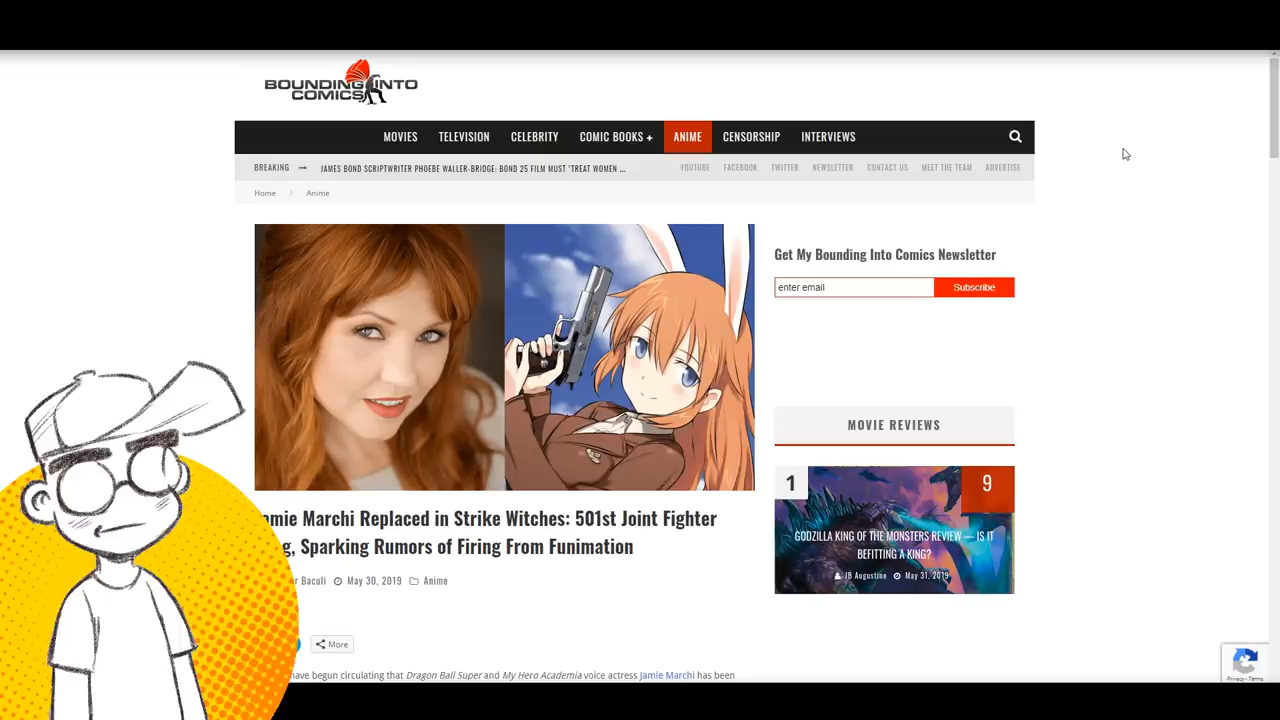 BOUNDING INTO
COMICS
MOVIES TELEVISION CELEBRITY COMIC BOOKS + ANIME CENSORSHIP INTERVIEWS
BREAKING → JAMES BOND SCRIPTWRITER PHOEBE WALLER-BRIDGE: BOND 25 FILM MUST "TREAT WOMEN ... YOUTUBE FACEBOOK TWITTER NEWSLETTER CONTACT US MEET THE TEAM ADVERTISE
Home > Anime
Get My Bounding Into Comics Newsletter
enter email Subscribe
MOVIE REVIEWS
1 9
GODZILLA KING OF THE MONSTERS REVIEW — IS IT
BEFITTING A KING?
JB Augustine May 31, 2019
amie Marchi Replaced in Strike Witches: 501st Joint Fighter
g, Sparking Rumors of Firing From Funimation
r Baculi May 30, 2019 Anime
More
have begun circulating that Dragon Ball Super and My Hero Academia voice actress Jamie Marchi has been
Privacy - Terms